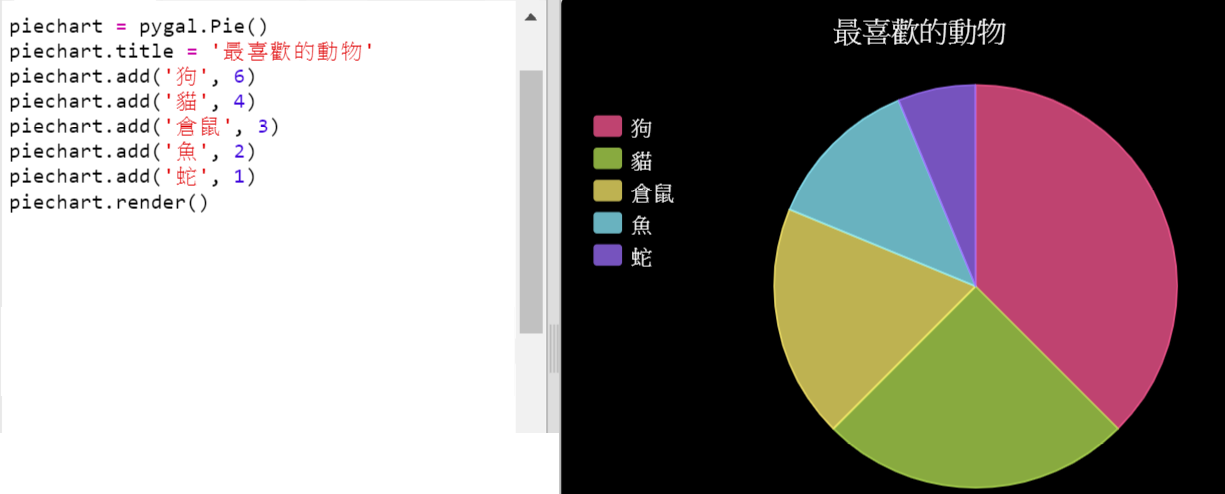 piechart = pygal.Pie()
piechart.title = '最喜歡的動物'
piechart.add('狗', 6)
piechart.add('貓', 4)
piechart.add('倉鼠', 3)
piechart.add('魚', 2)
piechart.add('蛇', 1)
piechart.render()
最喜歡的動物
狗
貓
倉鼠
魚
蛇